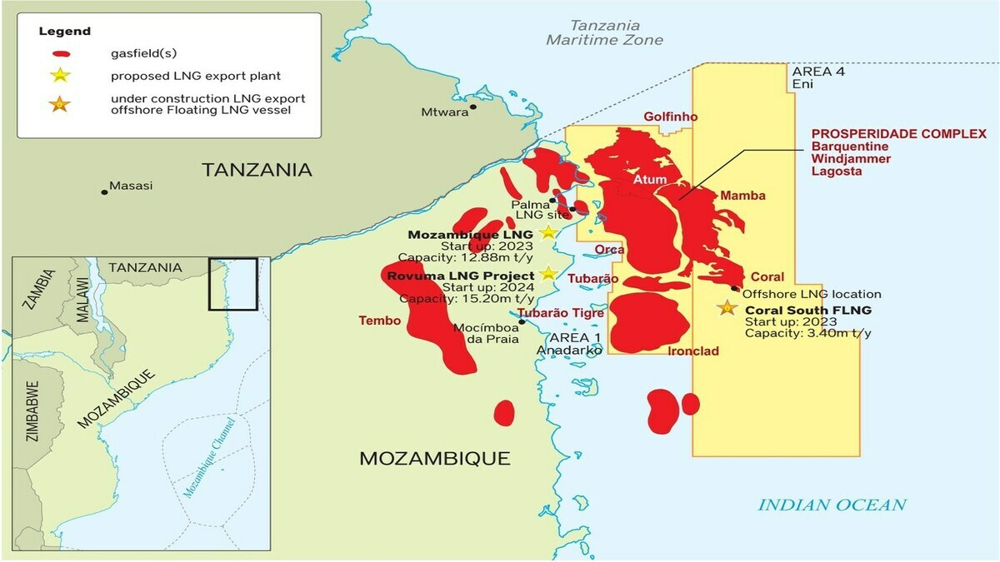 Legend
gasfield(s)
proposed LNG export plant
under construction LNG export
offshore Floating LNG vessel
Tanzania
Maritime Zone
AREA 4
Eni
Mtwara
Golfinho
PROSPERIDADE COMPLEX
Barquentine
Windjammer
Lagosta
TANZANIA
Masasi
Atum
Mamba
Palma
LNG site
Mozambique LNG
Start up: 2023
Capacity: 12.88m t/y
Orca
Rovuma LNG Project
Start up: 2024
Capacity: 15.20m t/y
Tubarão
Coral
Offshore LNG location
Coral South FLNG
Start up: 2023
Capacity: 3.40m t/y
Tembo
Tubarão Tigre
Mocímboa
da Praia
AREA 1
Anadarko
Ironclad
MOZAMBIQUE
INDIAN OCEAN
ZAMBIA
MALAWI
TANZANIA
ZIMBABWE
MOZAMBIQUE
Mozambique Channel